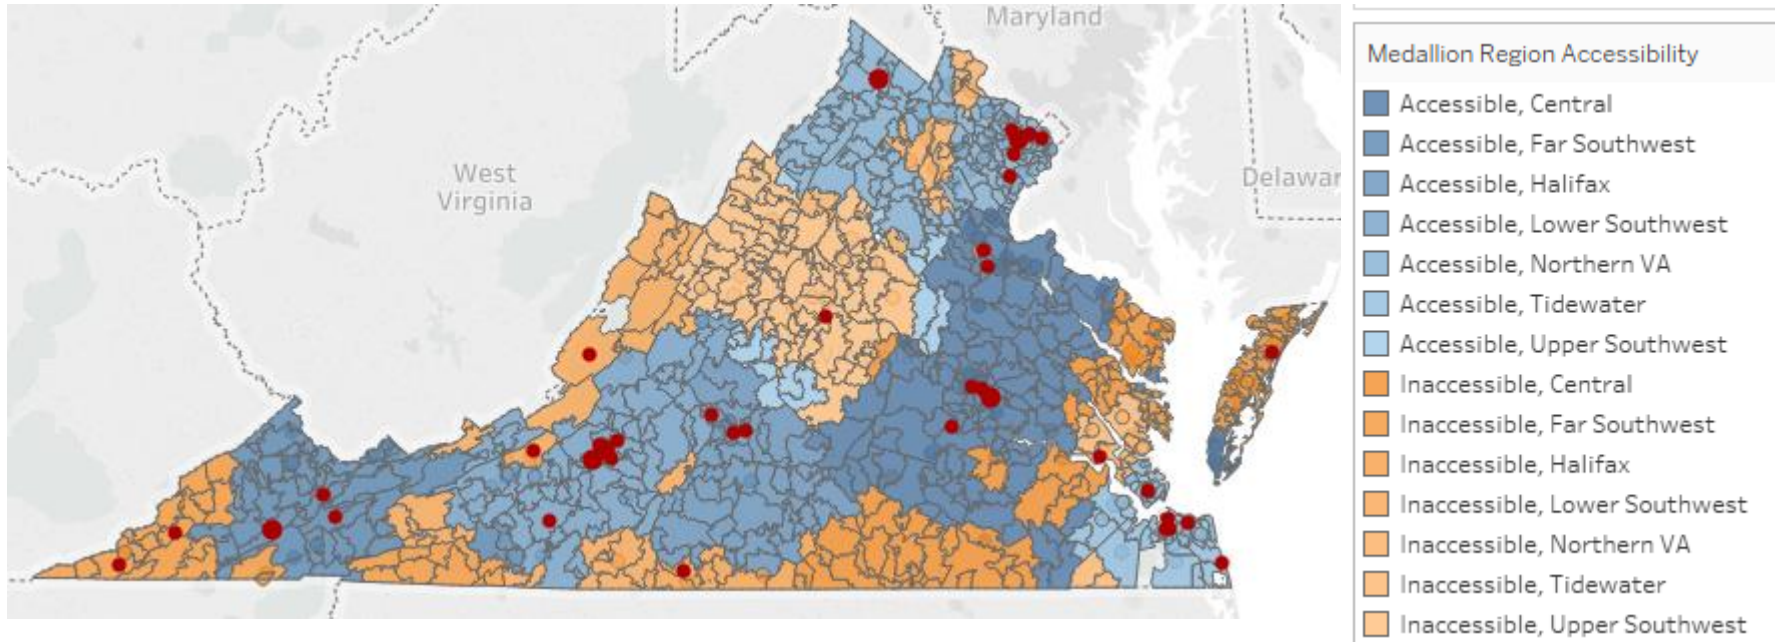 Maryland
West
Virginia
Delawar
Medallion Region Accessibility
Accessible, Central
Accessible, Far Southwest
Accessible, Halifax
Accessible, Lower Southwest
Accessible, Northern VA
Accessible, Tidewater
Accessible, Upper Southwest
Inaccessible, Central
Inaccessible, Far Southwest
Inaccessible, Halifax
Inaccessible, Lower Southwest
Inaccessible, Northern VA
Inaccessible, Tidewater
Inaccessible, Upper Southwest